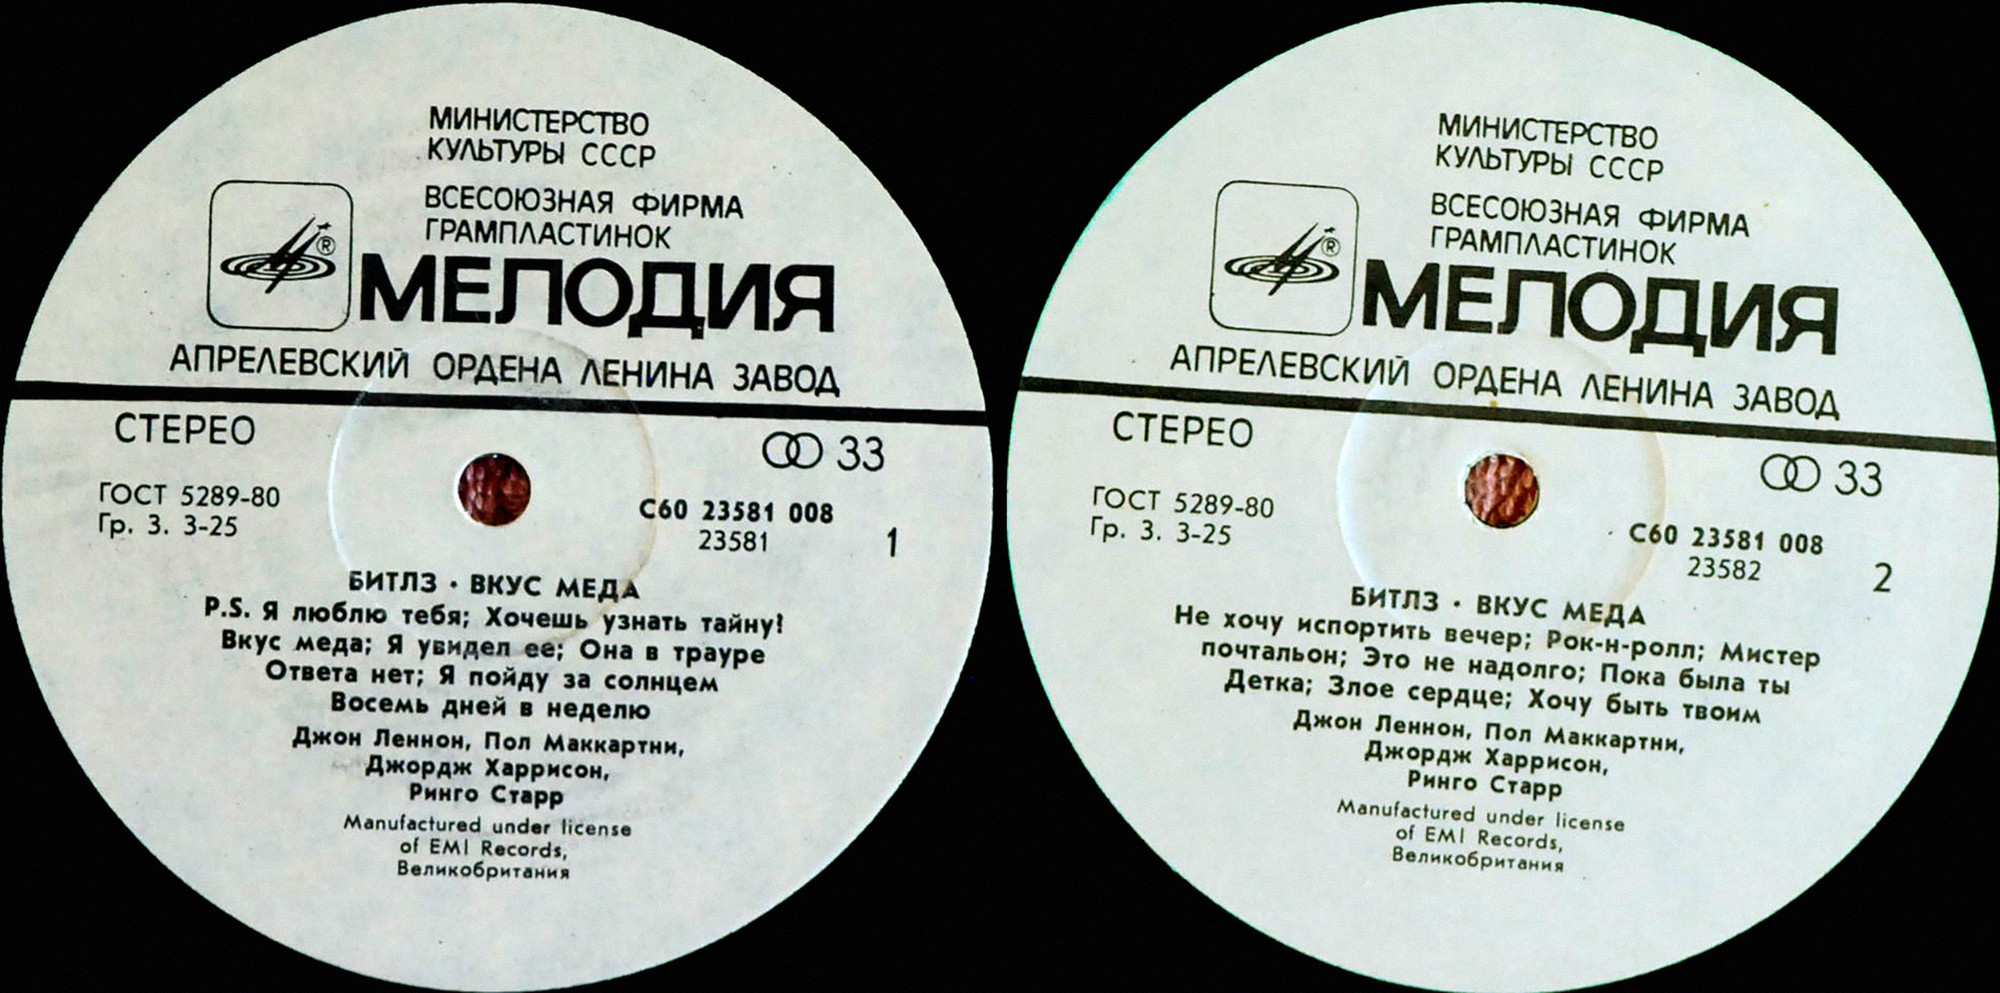 МИНИСТЕРСТВО
КУЛЬТУРЫ СССР
ВСЕСОЮЗНАЯ ФИРМА
ГРАМПЛАСТИНОК
®
МЕЛОДИЯ
АПРЕЛЕВСКИЙ ОРДЕНА ЛЕНИНА ЗАВОД
СТЕРЕО
33
ГОСТ 5289-80
Гр. 3. 3-25
С60 23581 008
23581
1
БИТЛЗ · ВКУС МЕДА
P.S. Я люблю тебя; Хочешь узнать тайну?
Вкус меда; Я увидел ее; Она в трауре
Ответа нет; Я пойду за солнцем
Восемь дней в неделю
Джон Леннон, Пол Маккартни,
Джордж Харрисон,
Ринго Старр
Manufactured under license
of EMI Records,
Великобритания
МИНИСТЕРСТВО
КУЛЬТУРЫ СССР
ВСЕСОЮЗНАЯ ФИРМА
ГРАМПЛАСТИНОК
®
МЕЛОДИЯ
АПРЕЛЕВСКИЙ ОРДЕНА ЛЕНИНА ЗАВОД
СТЕРЕО
33
ГОСТ 5289-80
Гр. 3. 3-25
С60 23581 008
23582
2
БИТЛЗ · ВКУС МЕДА
Не хочу испортить вечер; Рок-н-ролл; Мистер
почтальон; Это не надолго; Пока была ты
Детка; Злое сердце; Хочу быть твоим
Джон Леннон, Пол Маккартни,
Джордж Харрисон,
Ринго Старр
Manufactured under license
of EMI Records,
Великобритания